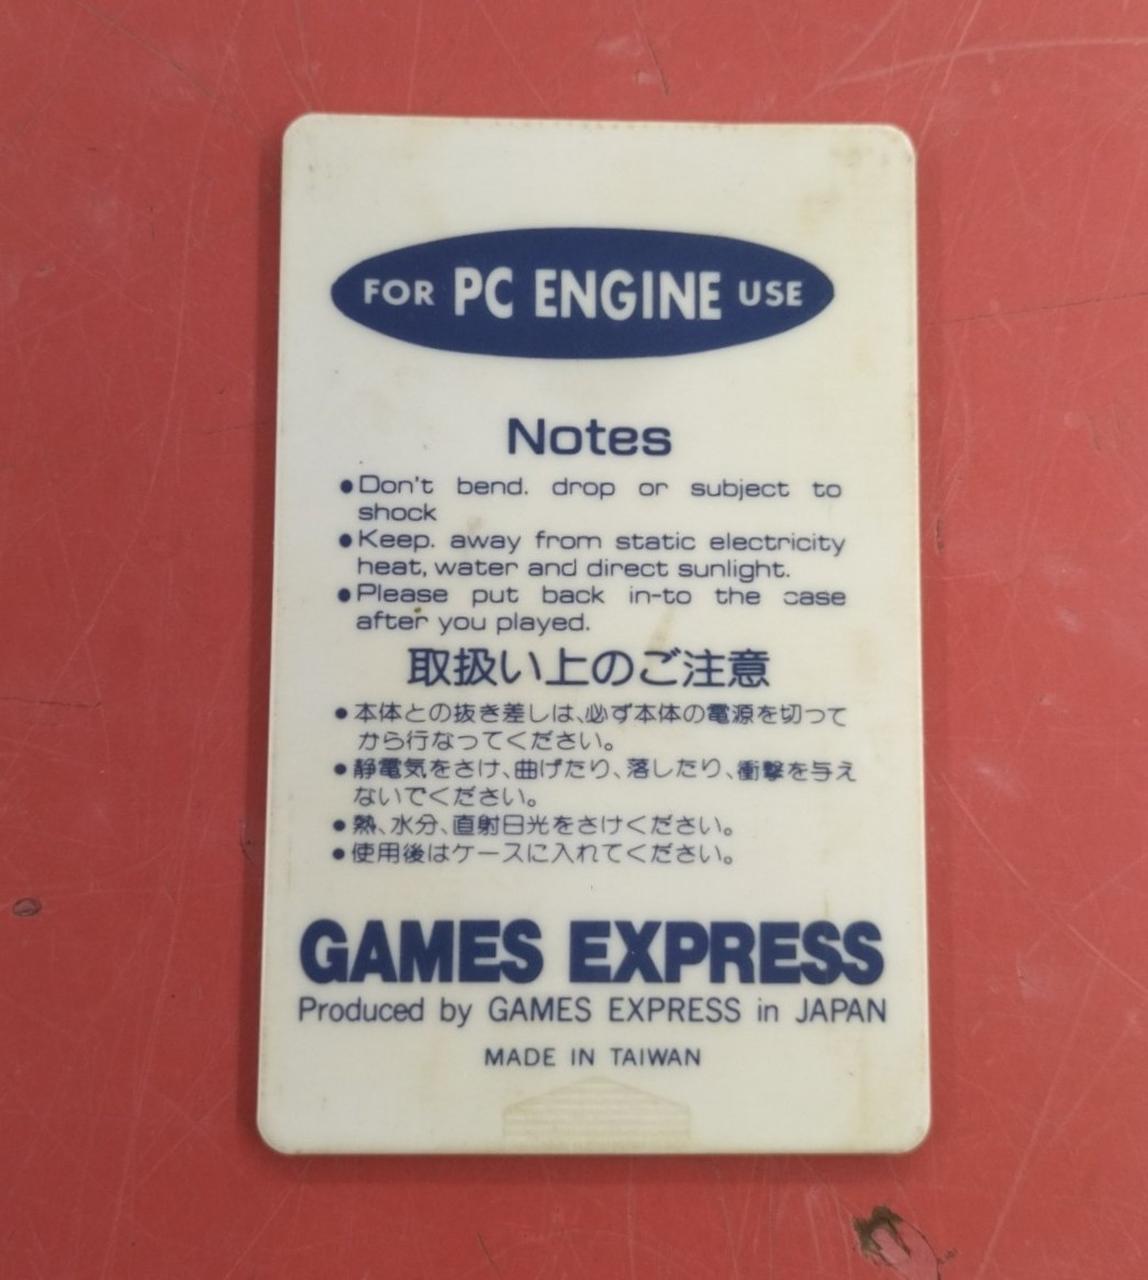 FOR PC ENGINE USE
Notes
●Don't bend. drop or subject to
shock
●Keep. away from static electricity
heat, water and direct sunlight.
●Please put back in-to the case
after you played.
取扱い上のご注意
●本体との抜き差しは、必ず本体の電源を切って
から行なってください。
●静電気をさけ、曲げたり、落したり、衝撃を与え
ないでください。
●熱、水分、直射日光をさけください。
●使用後はケースに入れてください。
GAMES EXPRESS
Produced by GAMES EXPRESS in JAPAN
MADE IN TAIWAN